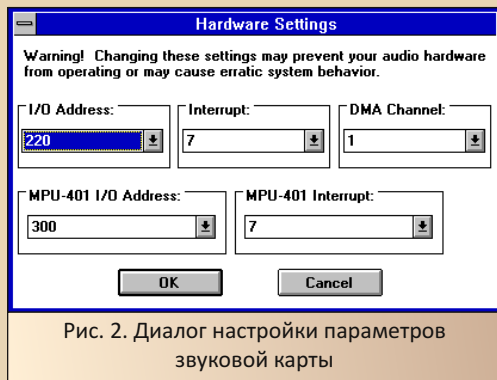 Hardware Settings
Warning! Changing these settings may prevent your audio hardware
from operating or may cause erratic system behavior.
I/O Address:
Interrupt:
DMA Channel:
220
7
1
MPU-401 I/O Address:
MPU-401 Interrupt:
300
7
OK
Cancel
Рис. 2. Диалог настройки параметров
звуковой карты